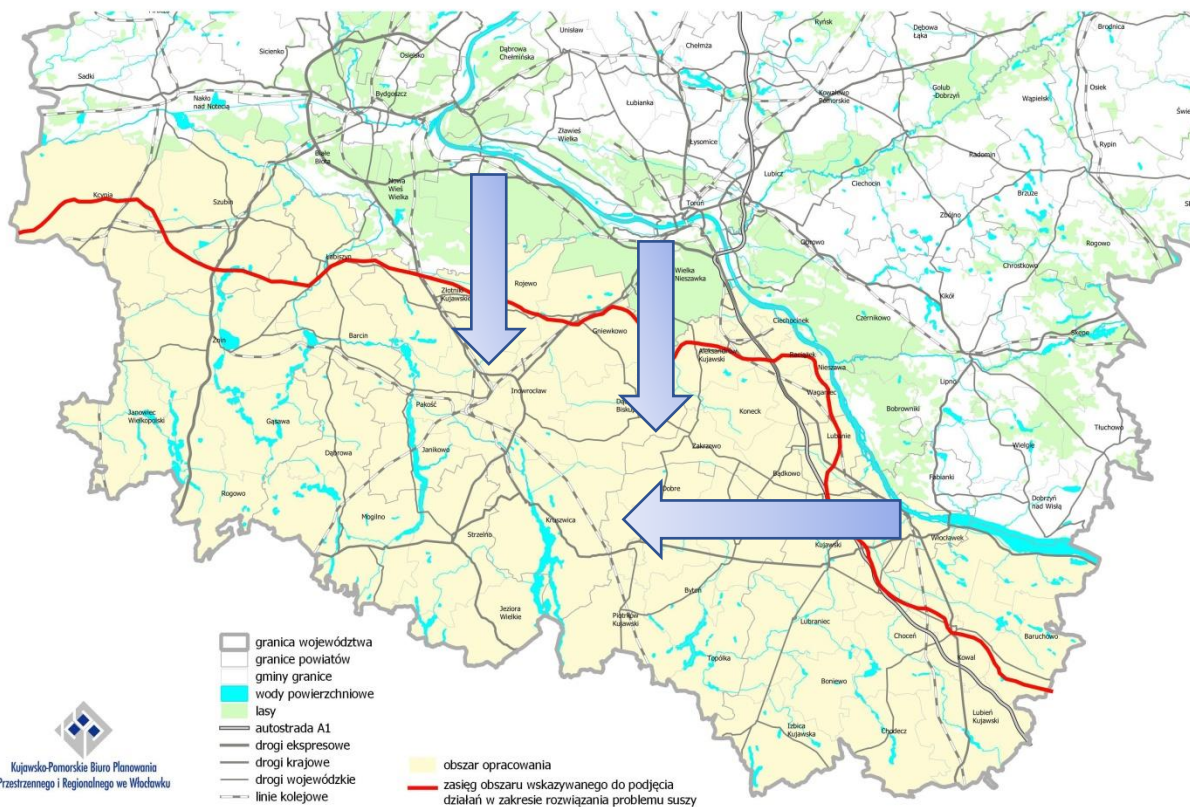 Unisław
Ryńsk
Dębowa
Łąka
Brodnica
Sicienko
Osielsko
Dąbrowa
Chełmińska
Chełmża
Sadki
Bydgoszcz
Łubianka
Kowalewo
Pomorskie
Golub
-Dobrzyń
Wąpielsk
Osiek
Nakło
nad Notecią
Zławieś
Wielka
Łysomice
Rypin
Białe
Błota
Lubicz
Radomin
Ciechocin
Brzuze
Kcynia
Szubin
Nowa
Wieś
Wielka
Toruń
Zbójno
Obrowo
Rogowo
Łabiszyn
Rojewo
Wielka
Nieszawka
Chrostkowo
Złotniki
Kujawskie
Czernikowo
Kikół
Barcin
Gniewkowo
Ciechocinek
Skępe
Żnin
Aleksandrów
Kujawski
Raciążek
Nieszawa
Lipno
Inowrocław
Waganiec
Janowiec
Wielkopolski
Gąsawa
Pakość
Biskup
Koneck
Bobrowniki
Tłuchowo
Dąbrowa
Janikowo
Zakrzewo
Lubanie
Wielgie
Bądkowo
Fabianki
Rogowo
Dobre
Dobrzyń
nad Wisłą
Mogilno
Kruszwica
Strzelno
Kujawski
Włocławek
Jeziora
Wielkie
Bytoń
Piotrków
Kujawski
Lubraniec
Choceń
Baruchowo
Topólka
Kowal
Boniewo
Izbica
Kujawska
Chodecz
Lubień
Kujawski
granica województwa
granice powiatów
gminy granice
wody powierzchniowe
lasy
autostrada A1
drogi ekspresowe
drogi krajowe
drogi wojewódzkie
linie kolejowe
obszar opracowania
zasięg obszaru wskazywanego do podjęcia
działań w zakresie rozwiązania problemu suszy
Kujawsko-Pomorskie Biuro Planowania
Przestrzennego i Regionalnego we Włocławku